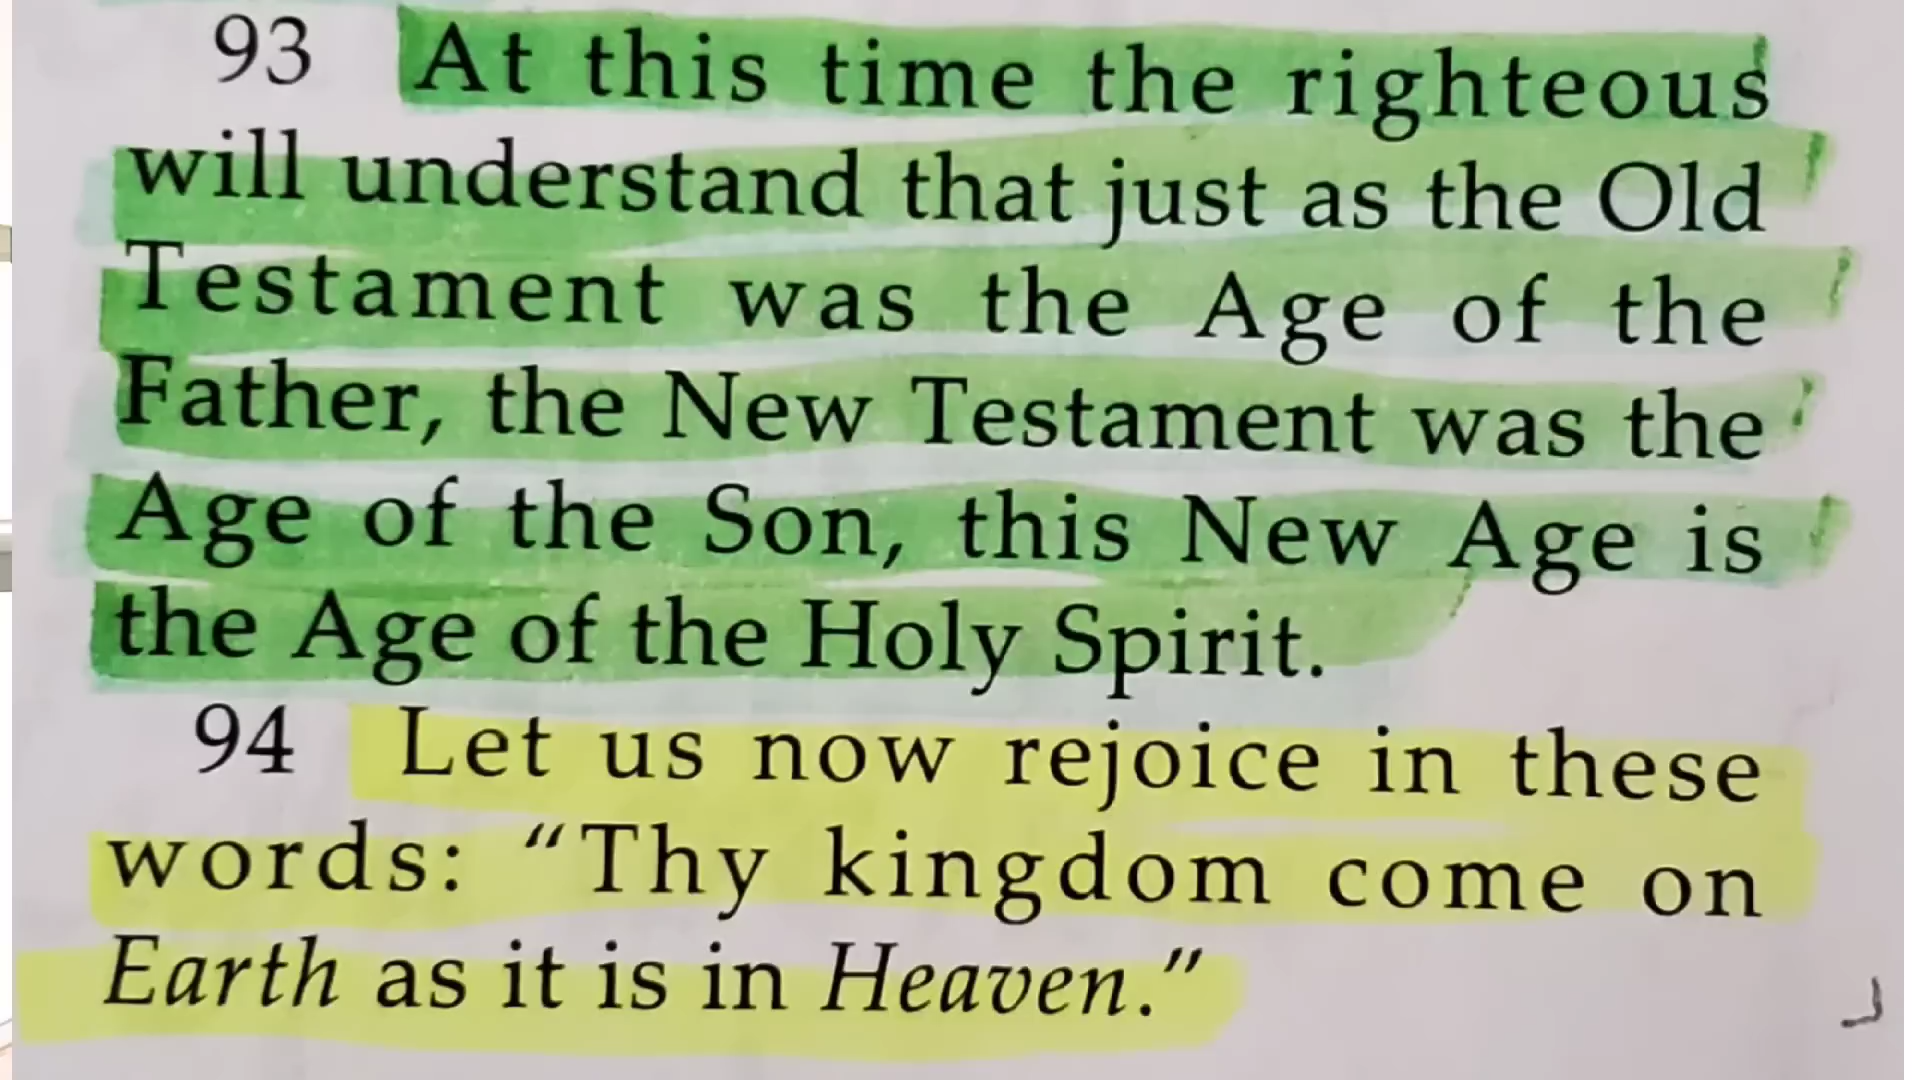 93 At this time the righteous
will understand that just as the Old
Testament was the Age of the
Father, the New Testament was the
Age of the Son, this New Age is
the Age of the Holy Spirit.
94 Let us now rejoice in these
words: “Thy kingdom come on
Earth as it is in Heaven.”